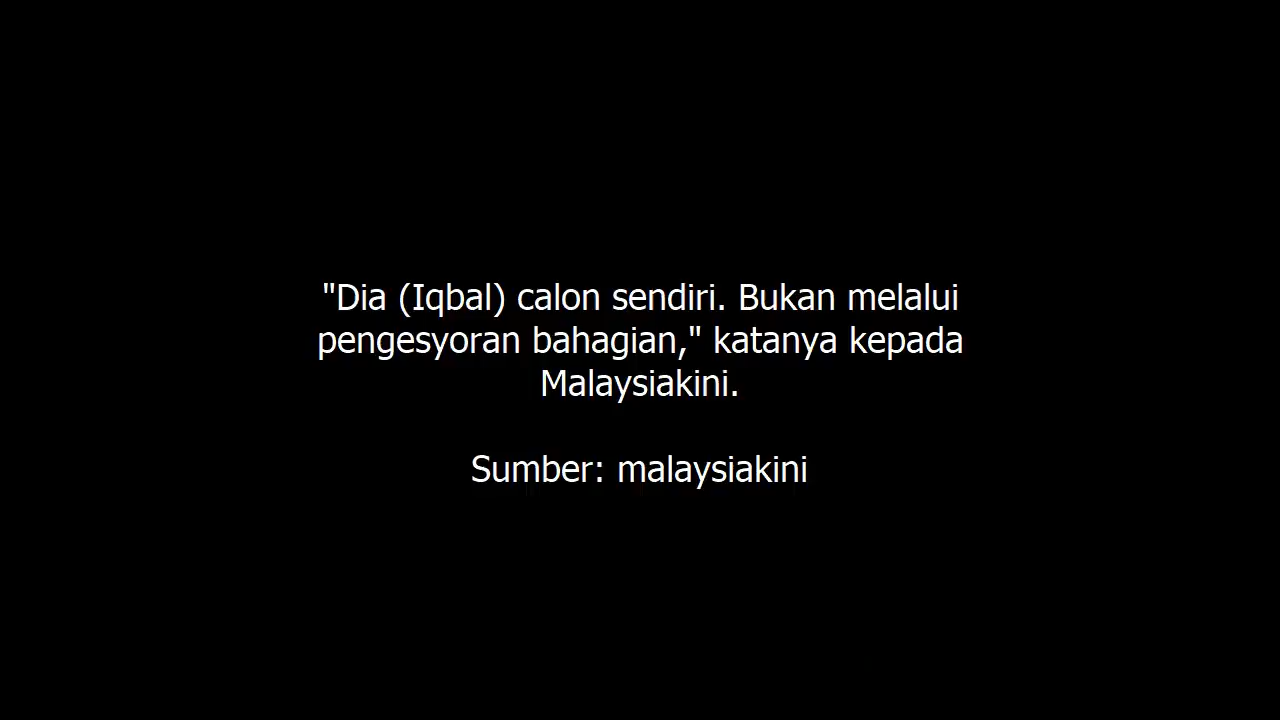 "Dia (Iqbal) calon sendiri. Bukan melalui
pengesyoran bahagian," katanya kepada
Malaysiakini.
Sumber: malaysiakini